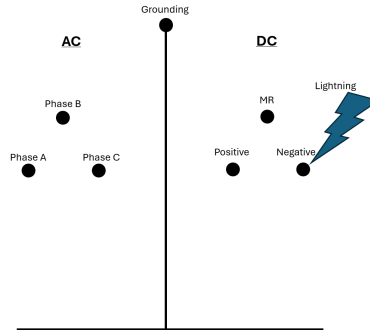 Grounding
AC
DC
Lightning
Phase B
MR
Phase A
Phase C
Positive
Negative